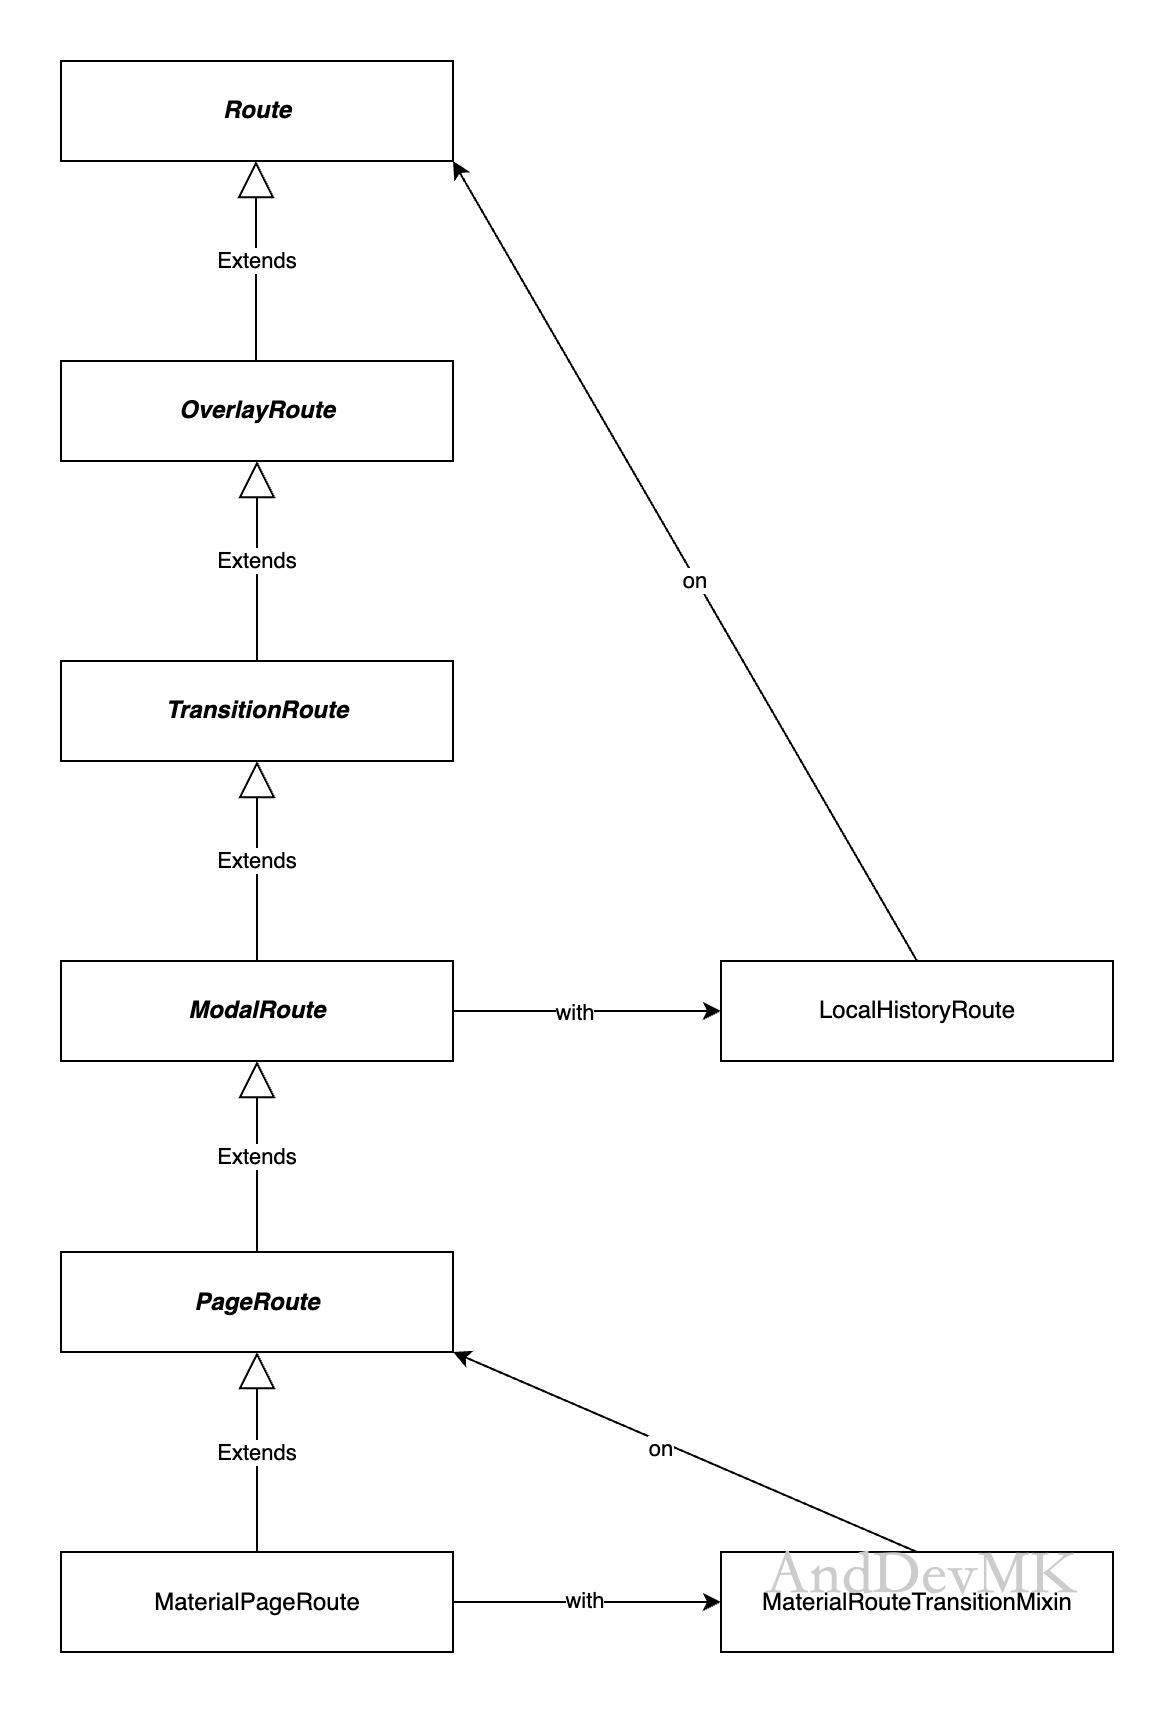 Route
Extends
OverlayRoute
Extends
on
TransitionRoute
Extends
ModalRoute
with
LocalHistoryRoute
Extends
PageRoute
Extends
on
AndDevMK
MaterialPageRoute
with
MaterialRouteTransitionMixin